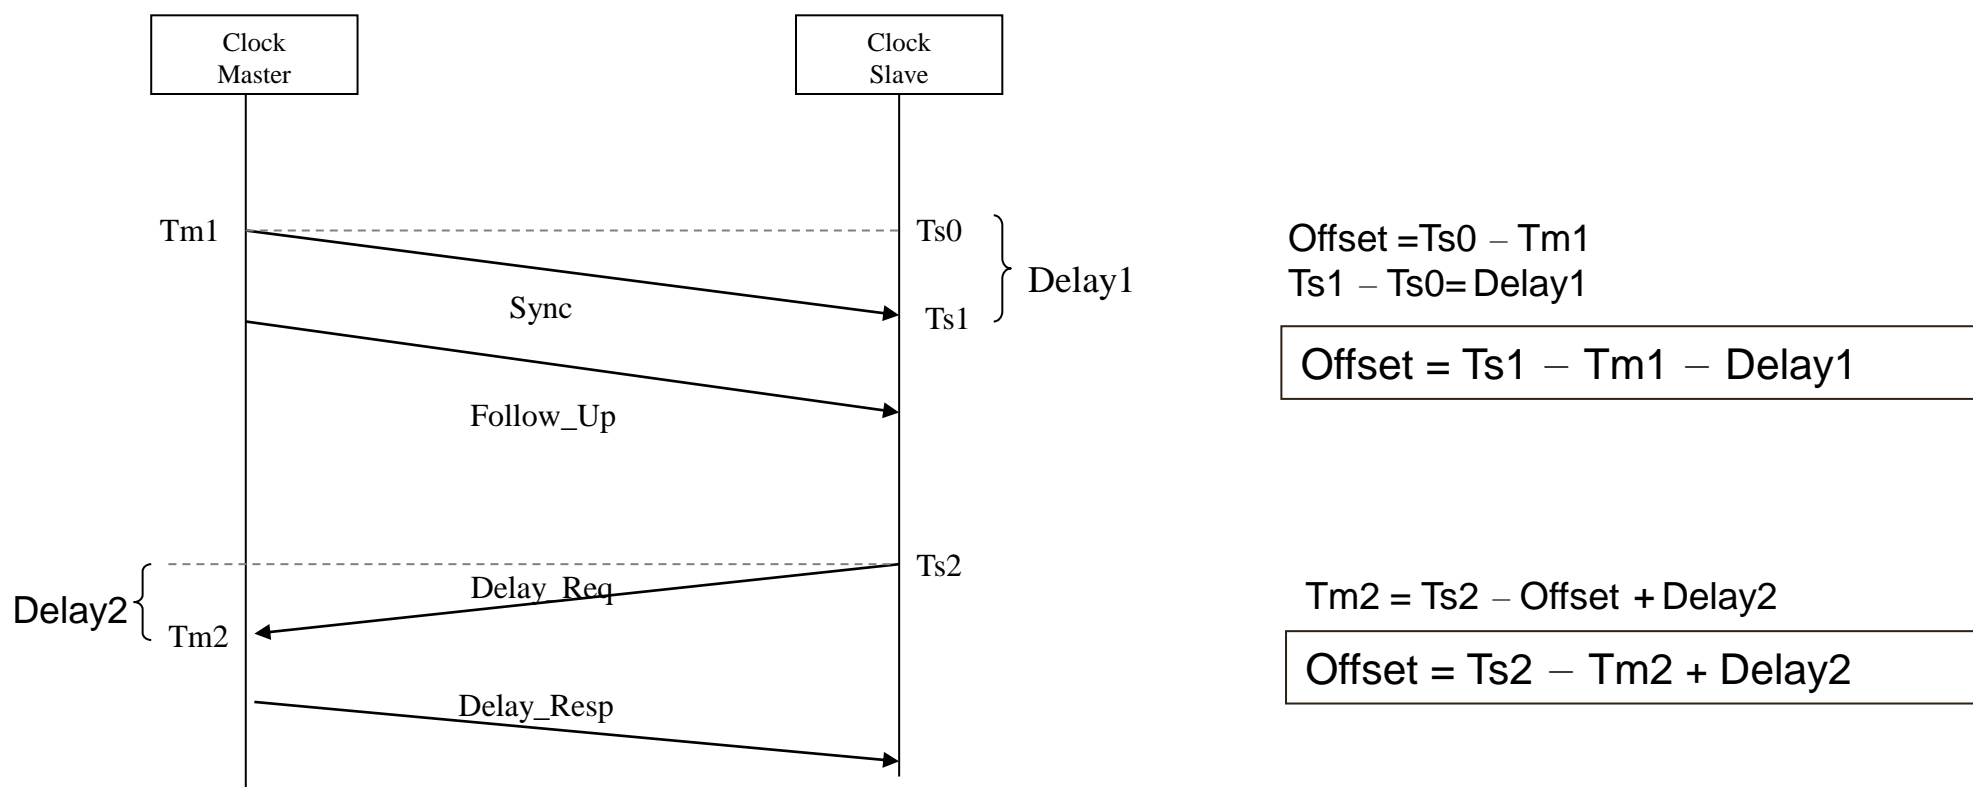 Clock
Master
Clock
Slave
Tm1
Ts0
Delay1
Sync
Ts1
Follow_Up
Offset =Ts0 – Tm1
Ts1 – Ts0= Delay1
Offset = Ts1 – Tm1 – Delay1
Ts2
Delay_Req
Delay2
Tm2
Delay_Resp
Tm2 = Ts2 – Offset + Delay2
Offset = Ts2 – Tm2 + Delay2